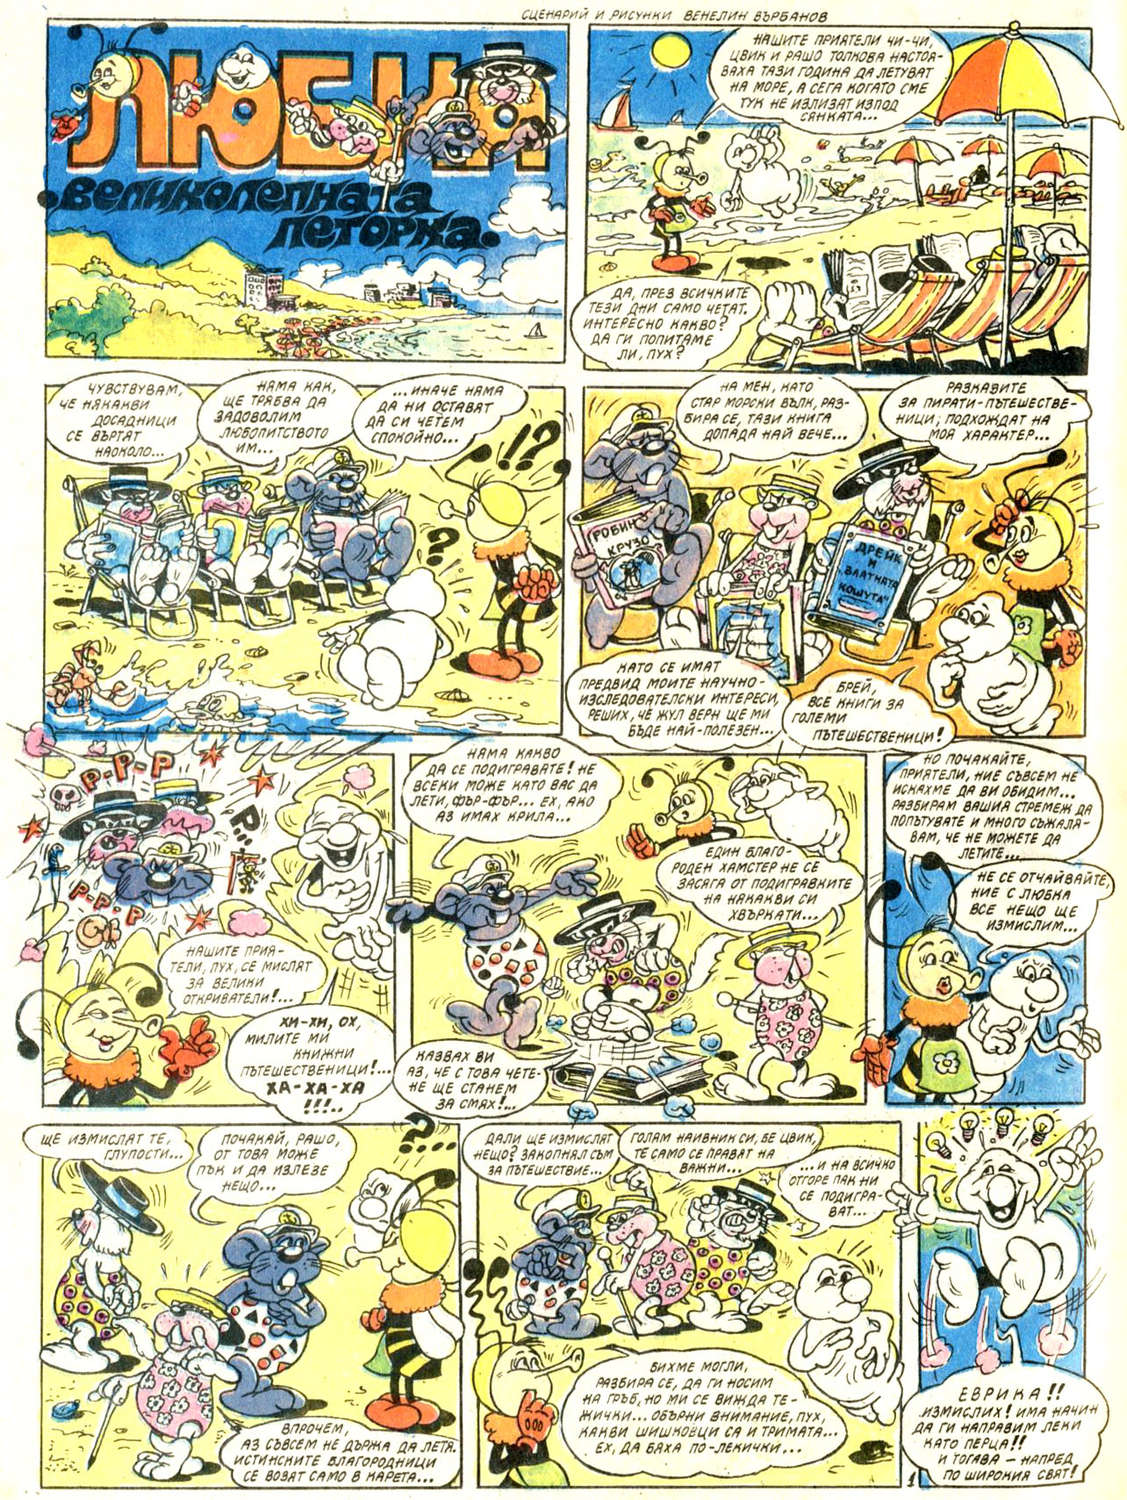 СЦЕНАРИЙ И РИСУНКИ ВЕНЕЛИН ВЪРБАНОВ
ЛЮБКА
ВЕЛИКОЛЕПНАТА
ПЕТОРКА
НАШИТЕ ПРИЯТЕЛИ ЧИ-ЧИ,
ЦВИК И РАШО ТОЛКОВА НАСТОЯ-
ВАХА ТАЗИ ГОДИНА ДА ЛЕТУВАТ
НА МОРЕ, А СЕГА КОГАТО СМЕ
ТУК НЕ ИЗЛИЗАТ ИЗПОД
СЯНКАТА...
ДА, ПРЕЗ ВСИЧКИТЕ
ТЕЗИ ДНИ САМО ЧЕТАТ.
ИНТЕРЕСНО КАКВО?
ДА ГИ ПОПИТАМЕ
ЛИ, ПУХ?
ЧУВСТВУВАМ,
ЧЕ НЯКАКВИ
ДОСАДНИЦИ
СЕ ВЪРТЯТ
НАОКОЛО...
НЯМА КАК,
ЩЕ ТРЯБВА ДА
ЗАДОВОЛИМ
ЛЮБОПИТСТВОТО
ИМ...
...ИНАЧЕ НЯМА
ДА НИ ОСТАВЯТ
ДА СИ ЧЕТЕМ
СПОКОЙНО...
!?
?
НА МЕН, КАТО
СТАР МОРСКИ ВЪЛК, РАЗ-
БИРА СЕ, ТАЗИ КНИГА
ДОПАДА НАЙ ВЕЧЕ...
РАЗКАЗИТЕ
ЗА ПИРАТИ-ПЪТЕШЕСТВЕ-
НИЦИ, ПОДХОЖДАТ НА
МОЯ ХАРАКТЕР...
РОБИНЗ
КРУЗО
ДРЕЙК
И
„ЗЛАТНАТА
КОШУТА"
КАТО СЕ ИМАТ
ПРЕДВИД МОИТЕ НАУЧНО-
ИЗСЛЕДОВАТЕЛСКИ ИНТЕРЕСИ,
РЕШИХ, ЧЕ ЖУЛ ВЕРН ЩЕ МИ
БЪДЕ НАЙ-ПОЛЕЗЕН...
БРЕЙ,
ВСЕ КНИГИ ЗА
ГОЛЕМИ
ПЪТЕШЕСТВЕНИЦИ!
Р-Р-Р
Р...
Р-Р-Р
НАШИТЕ ПРИЯ-
ТЕЛИ, ПУХ, СЕ МИСЛЯТ
ЗА ВЕЛИКИ
ОТКРИВАТЕЛИ!...
ХИ-ХИ, ОХ,
МИЛИТЕ МИ
КНИЖНИ
ПЪТЕШЕСТВЕНИЦИ!...
ХА-ХА-ХА
!!!..
НЯМА КАКВО
ДА СЕ ПОДИГРАВАТЕ! НЕ
ВСЕКИ МОЖЕ КАТО ВАС ДА
ЛЕТИ, ФЪР-ФЪР... ЕХ, АКО
АЗ ИМАХ КРИЛА...
ЕДИН БЛАГО-
РОДЕН ХАМСТЕР НЕ СЕ
ЗАСЯГА ОТ ПОДИГРАВКИТЕ
НА НЯКАКВИ СИ
ХВЪРКАТИ...
КАЗВАХ ВИ
АЗ, ЧЕ С ТОВА ЧЕТЕ-
НЕ ЩЕ СТАНЕМ
ЗА СМЯХ!...
НО ПОЧАКАЙТЕ,
ПРИЯТЕЛИ, НИЕ СЪВСЕМ НЕ
ИСКАХМЕ ДА ВИ ОБИДИМ...
РАЗБИРАМ ВАШИЯ СТРЕМЕЖ ДА
ПОПЪТУВАТЕ И МНОГО СЪЖАЛЯ-
ВАМ, ЧЕ НЕ МОЖЕТЕ ДА
ЛЕТИТЕ...
НЕ СЕ ОТЧАЙВАЙТЕ,
НИЕ С ЛЮБКА
ВСЕ НЕЩО ЩЕ
ИЗМИСЛИМ...
ЩЕ ИЗМИСЛЯТ ТЕ,
ГЛУПОСТИ...
ПОЧАКАЙ, РАШО,
ОТ ТОВА МОЖЕ
ПЪК И ДА ИЗЛЕЗЕ
НЕЩО...
?...
ВПРОЧЕМ,
АЗ СЪВСЕМ НЕ ДЪРЖА ДА ЛЕТЯ.
ИСТИНСКИТЕ БЛАГОРОДНИЦИ
СЕ ВОЗЯТ САМО В КАРЕТА...
ДАЛИ ЩЕ ИЗМИСЛЯТ
НЕЩО? ЗАКОПНЯЛ СЪМ
ЗА ПЪТЕШЕСТВИЕ...
ГОЛЯМ НАИВНИК СИ, БЕ ЦВИК,
ТЕ САМО СЕ ПРАВЯТ НА
ВАЖНИ...
...И НА ВСИЧКО
ОТГОРЕ ПАК НИ
СЕ ПОДИГРА-
ВАТ...
БИХМЕ МОГЛИ,
РАЗБИРА СЕ, ДА ГИ НОСИМ
НА ГРЪБ, НО МИ СЕ ВИЖДА ТЕ-
ЖИЧКИ... ОБЪРНИ ВНИМАНИЕ, ПУХ,
КАКВИ ШИШКОВЦИ СА И ТРИМАТА...
ЕХ, ДА БЯХА ПО-ЛЕКИЧКИ...
ЕВРИКА!!
ИЗМИСЛИХ! ИМА НАЧИН
ДА ГИ НАПРАВИМ ЛЕКИ
КАТО ПЕРЦА!!
И ТОГАВА - НАПРЕД
ПО ШИРОКИЯ СВЯТ!